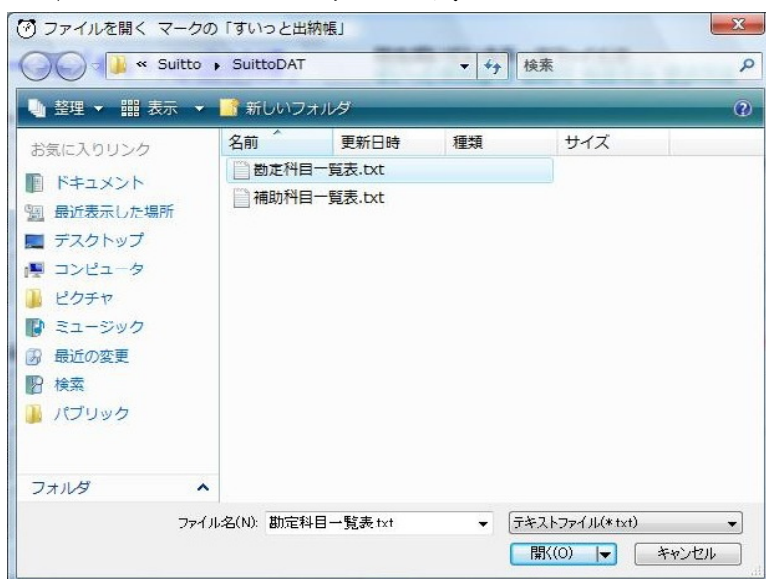 ファイルを開く マークの「すいっと出納帳」
« Suitto ▸ SuittoDAT 検索
整理 表示 新しいフォルダ
お気に入りリンク
ドキュメント
最近表示した場所
デスクトップ
コンピュータ
ピクチャ
ミュージック
最近の変更
検索
パブリック
フォルダ
名前 更新日時 種類 サイズ
勘定科目一覧表.txt
補助科目一覧表.txt
ファイル名(N): 勘定科目一覧表.txt テキストファイル(*.txt)
開く(O) キャンセル